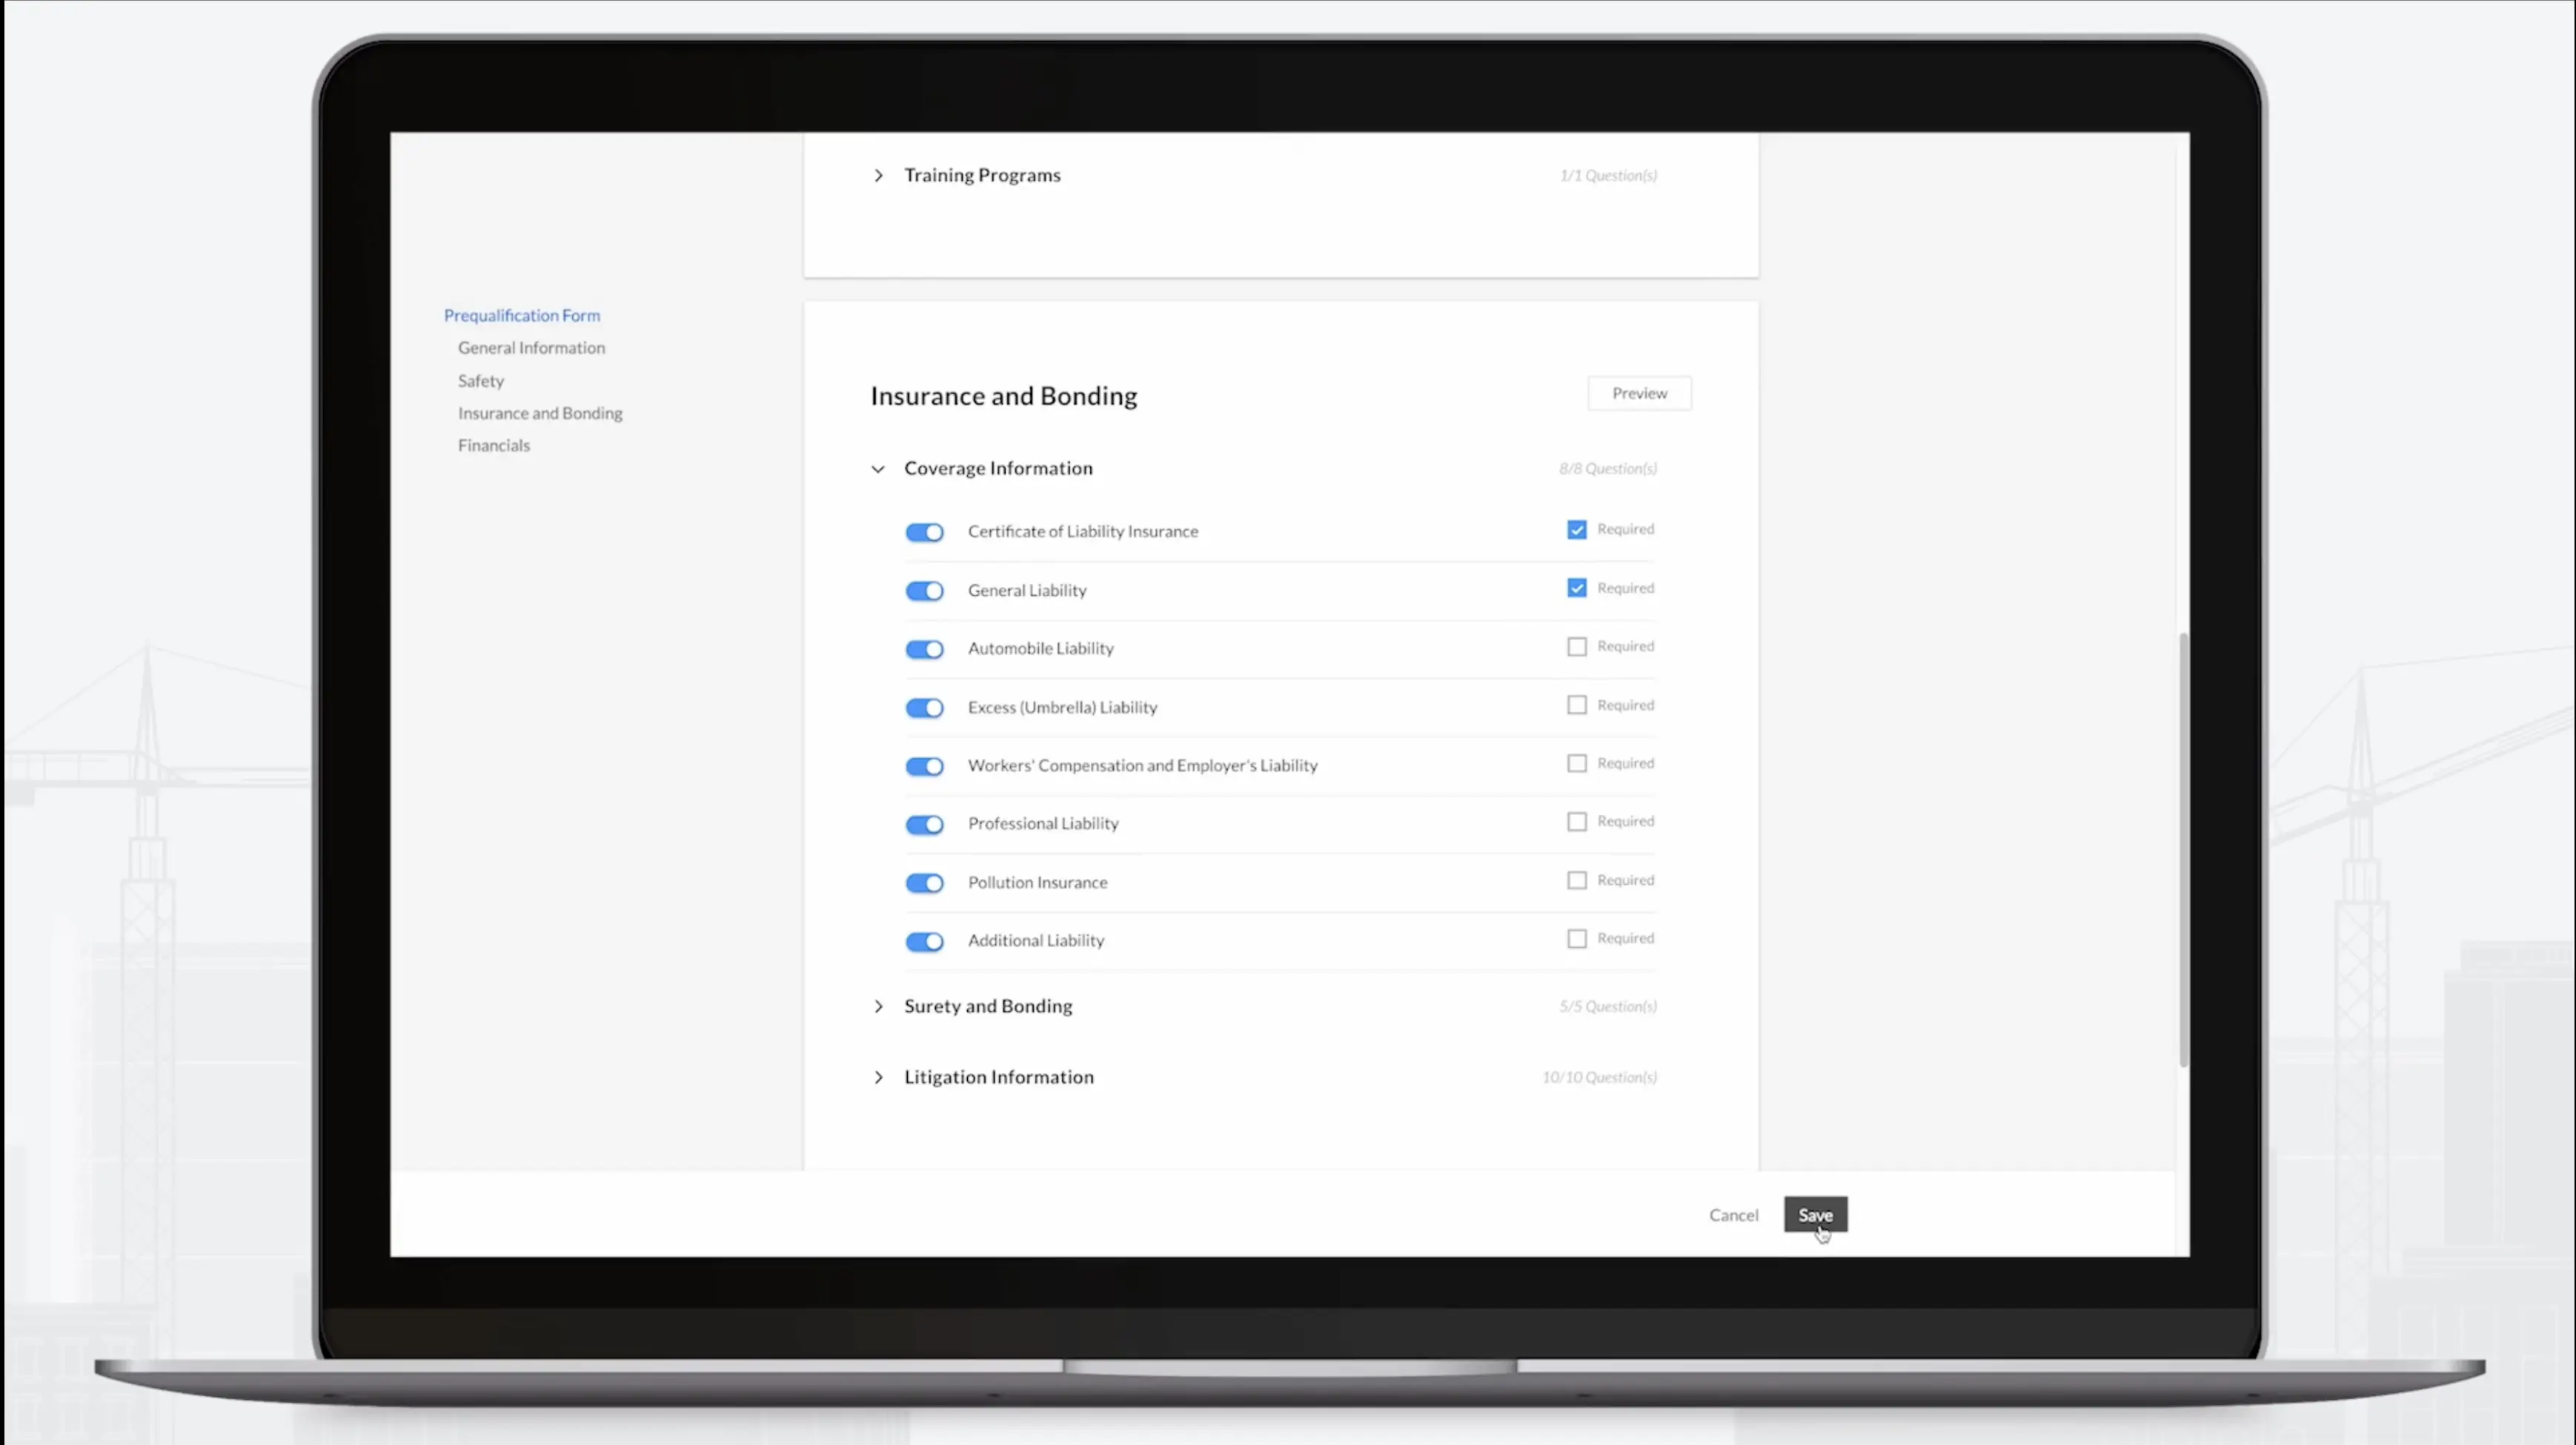 Training Programs 1/1 Question(s)
Prequalification Form
General Information
Safety
Insurance and Bonding
Financials
Insurance and Bonding Preview
Coverage Information 8/8 Question(s)
Certificate of Liability Insurance Required
General Liability Required
Automobile Liability Required
Excess (Umbrella) Liability Required
Workers' Compensation and Employer's Liability Required
Professional Liability Required
Pollution Insurance Required
Additional Liability Required
Surety and Bonding 5/5 Question(s)
Litigation Information 10/10 Question(s)
Cancel Save